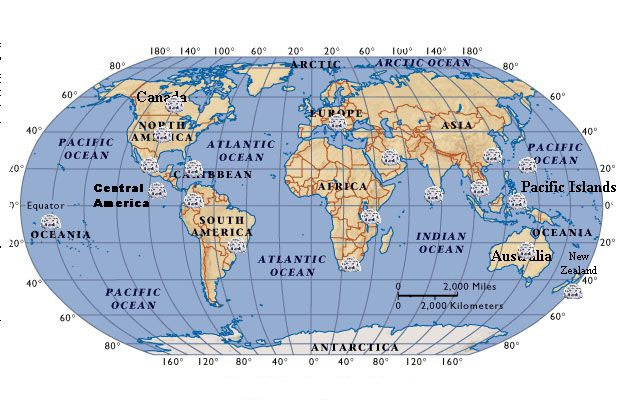 180° 140° 100° 60° 20° 20° 60° 100° 140° 180°
ARCTIC
ARCTIC OCEAN
80°
80°
60°
60°
Canada
NORTH
AMERICA
EUROPE
ASIA
40°
40°
PACIFIC
OCEAN
ATLANTIC
OCEAN
PACIFIC
OCEAN
20°
20°
CARIBBEAN
Central
America
AFRICA
Pacific Islands
Equator
0°
0°
OCEANIA
SOUTH
AMERICA
OCEANIA
INDIAN
OCEAN
20°
20°
Australia
New
Zealand
ATLANTIC
OCEAN
40°
40°
PACIFIC
OCEAN
0 2,000 Miles
0 2,000 Kilometers
60°
60°
80°
80°
ANTARCTICA
160° 120° 80° 40° 0° 40° 80° 120° 160°